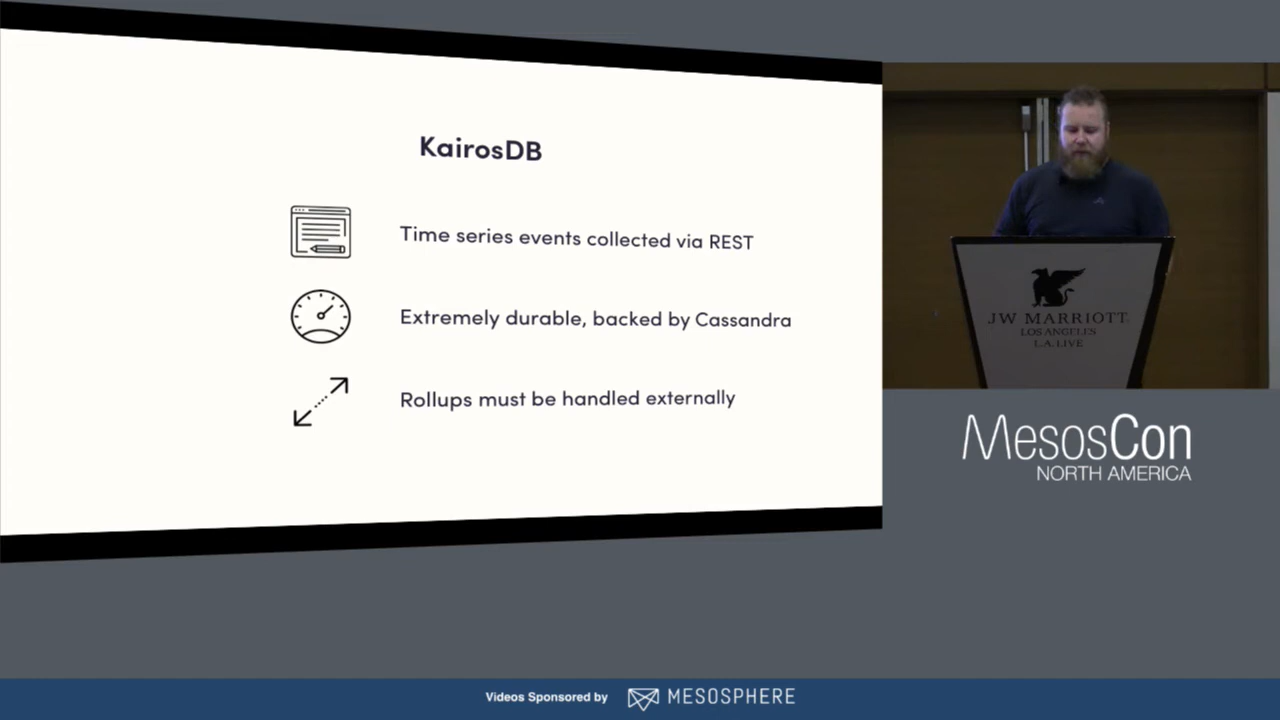 KairosDB
Time series events collected via REST
Extremely durable, backed by Cassandra
Rollups must be handled externally
JW MARRIOTT
LOS ANGELES
L.A. LIVE
MesosCon
NORTH AMERICA
Videos Sponsored by MESOSPHERE